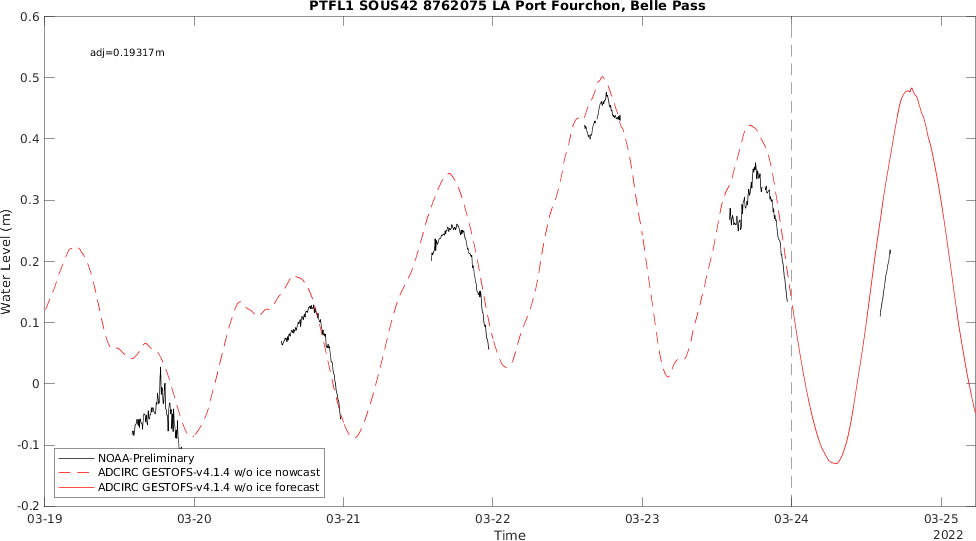 PTFL1 SOUS42 8762075 LA Port Fourchon, Belle Pass
adj=0.19317m
0.6
0.5
0.4
0.3
0.2
0.1
0
-0.1
-0.2
Water Level (m)
NOAA-Preliminary
ADCIRC GESTOFS-v4.1.4 w/o ice nowcast
ADCIRC GESTOFS-v4.1.4 w/o ice forecast
03-19 03-20 03-21 03-22 03-23 03-24 03-25
Time
2022